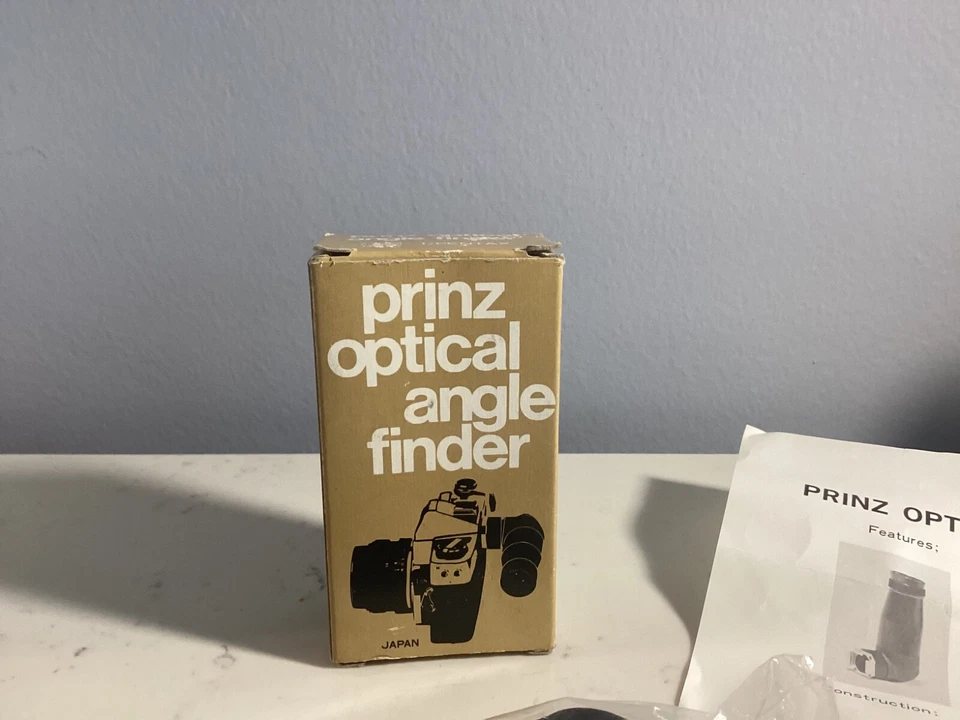 prinz
optical
angle
finder
JAPAN
PRINZ OPT
Features;
onstruction: